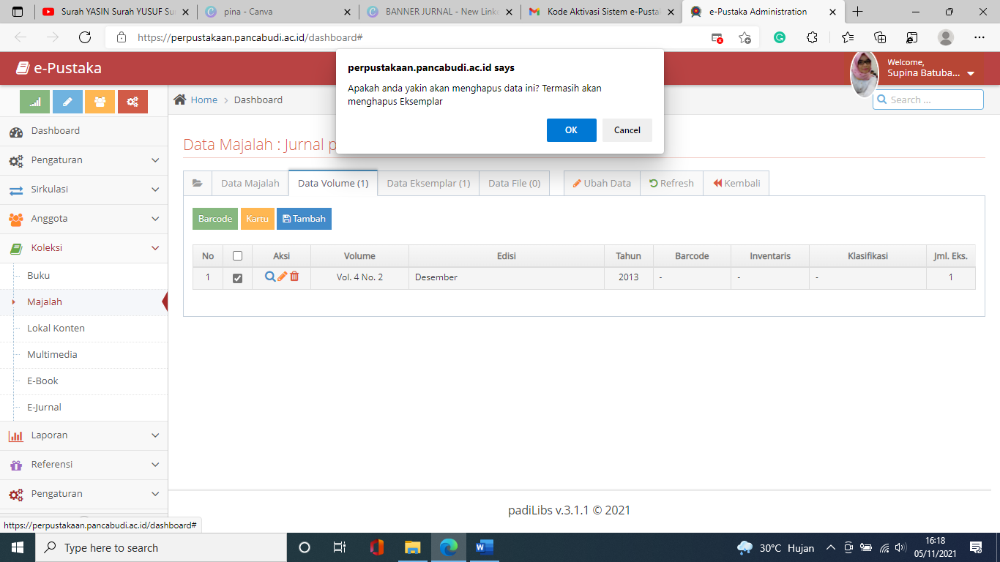 Surah YASIN Surah YUSUF Su
pina - Canva
BANNER JURNAL - New Linke
Kode Aktivasi Sistem e-Pustak
e-Pustaka Administration
https://perpustakaan.pancabudi.ac.id/dashboard#
e-Pustaka
Welcome,
Supina Batuba...
perpustakaan.pancabudi.ac.id says
Apakah anda yakin akan menghapus data ini? Termasih akan
menghapus Eksemplar
OK
Cancel
Home > Dashboard
Search ...
Dashboard
Pengaturan
Sirkulasi
Anggota
Koleksi
Buku
Majalah
Lokal Konten
Multimedia
E-Book
E-Jurnal
Laporan
Referensi
Pengaturan
Data Majalah : Jurnal p
Data Majalah
Data Volume (1)
Data Eksemplar (1)
Data File (0)
Ubah Data
Refresh
Kembali
Barcode
Kartu
Tambah
No Aksi Volume Edisi Tahun Barcode Inventaris Klasifikasi Jml. Eks.
1 Vol. 4 No. 2 Desember 2013 - - - 1
padiLibs v.3.1.1 © 2021
https://perpustakaan.pancabudi.ac.id/dashboard#
Type here to search
30°C Hujan
16:18
05/11/2021